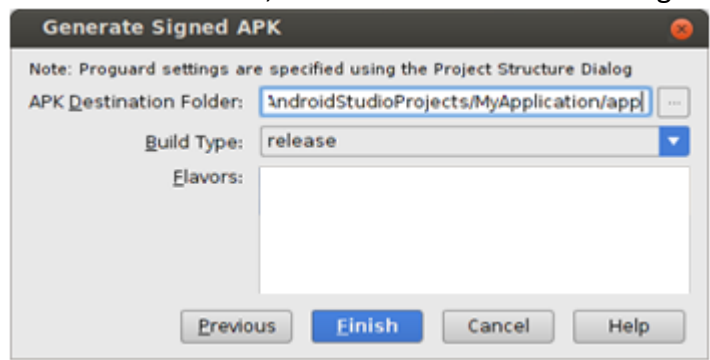 Generate Signed APK
Note: Proguard settings are specified using the Project Structure Dialog
APK Destination Folder: AndroidStudioProjects/MyApplication/app ...
Build Type: release
Flavors:
Previous Finish Cancel Help